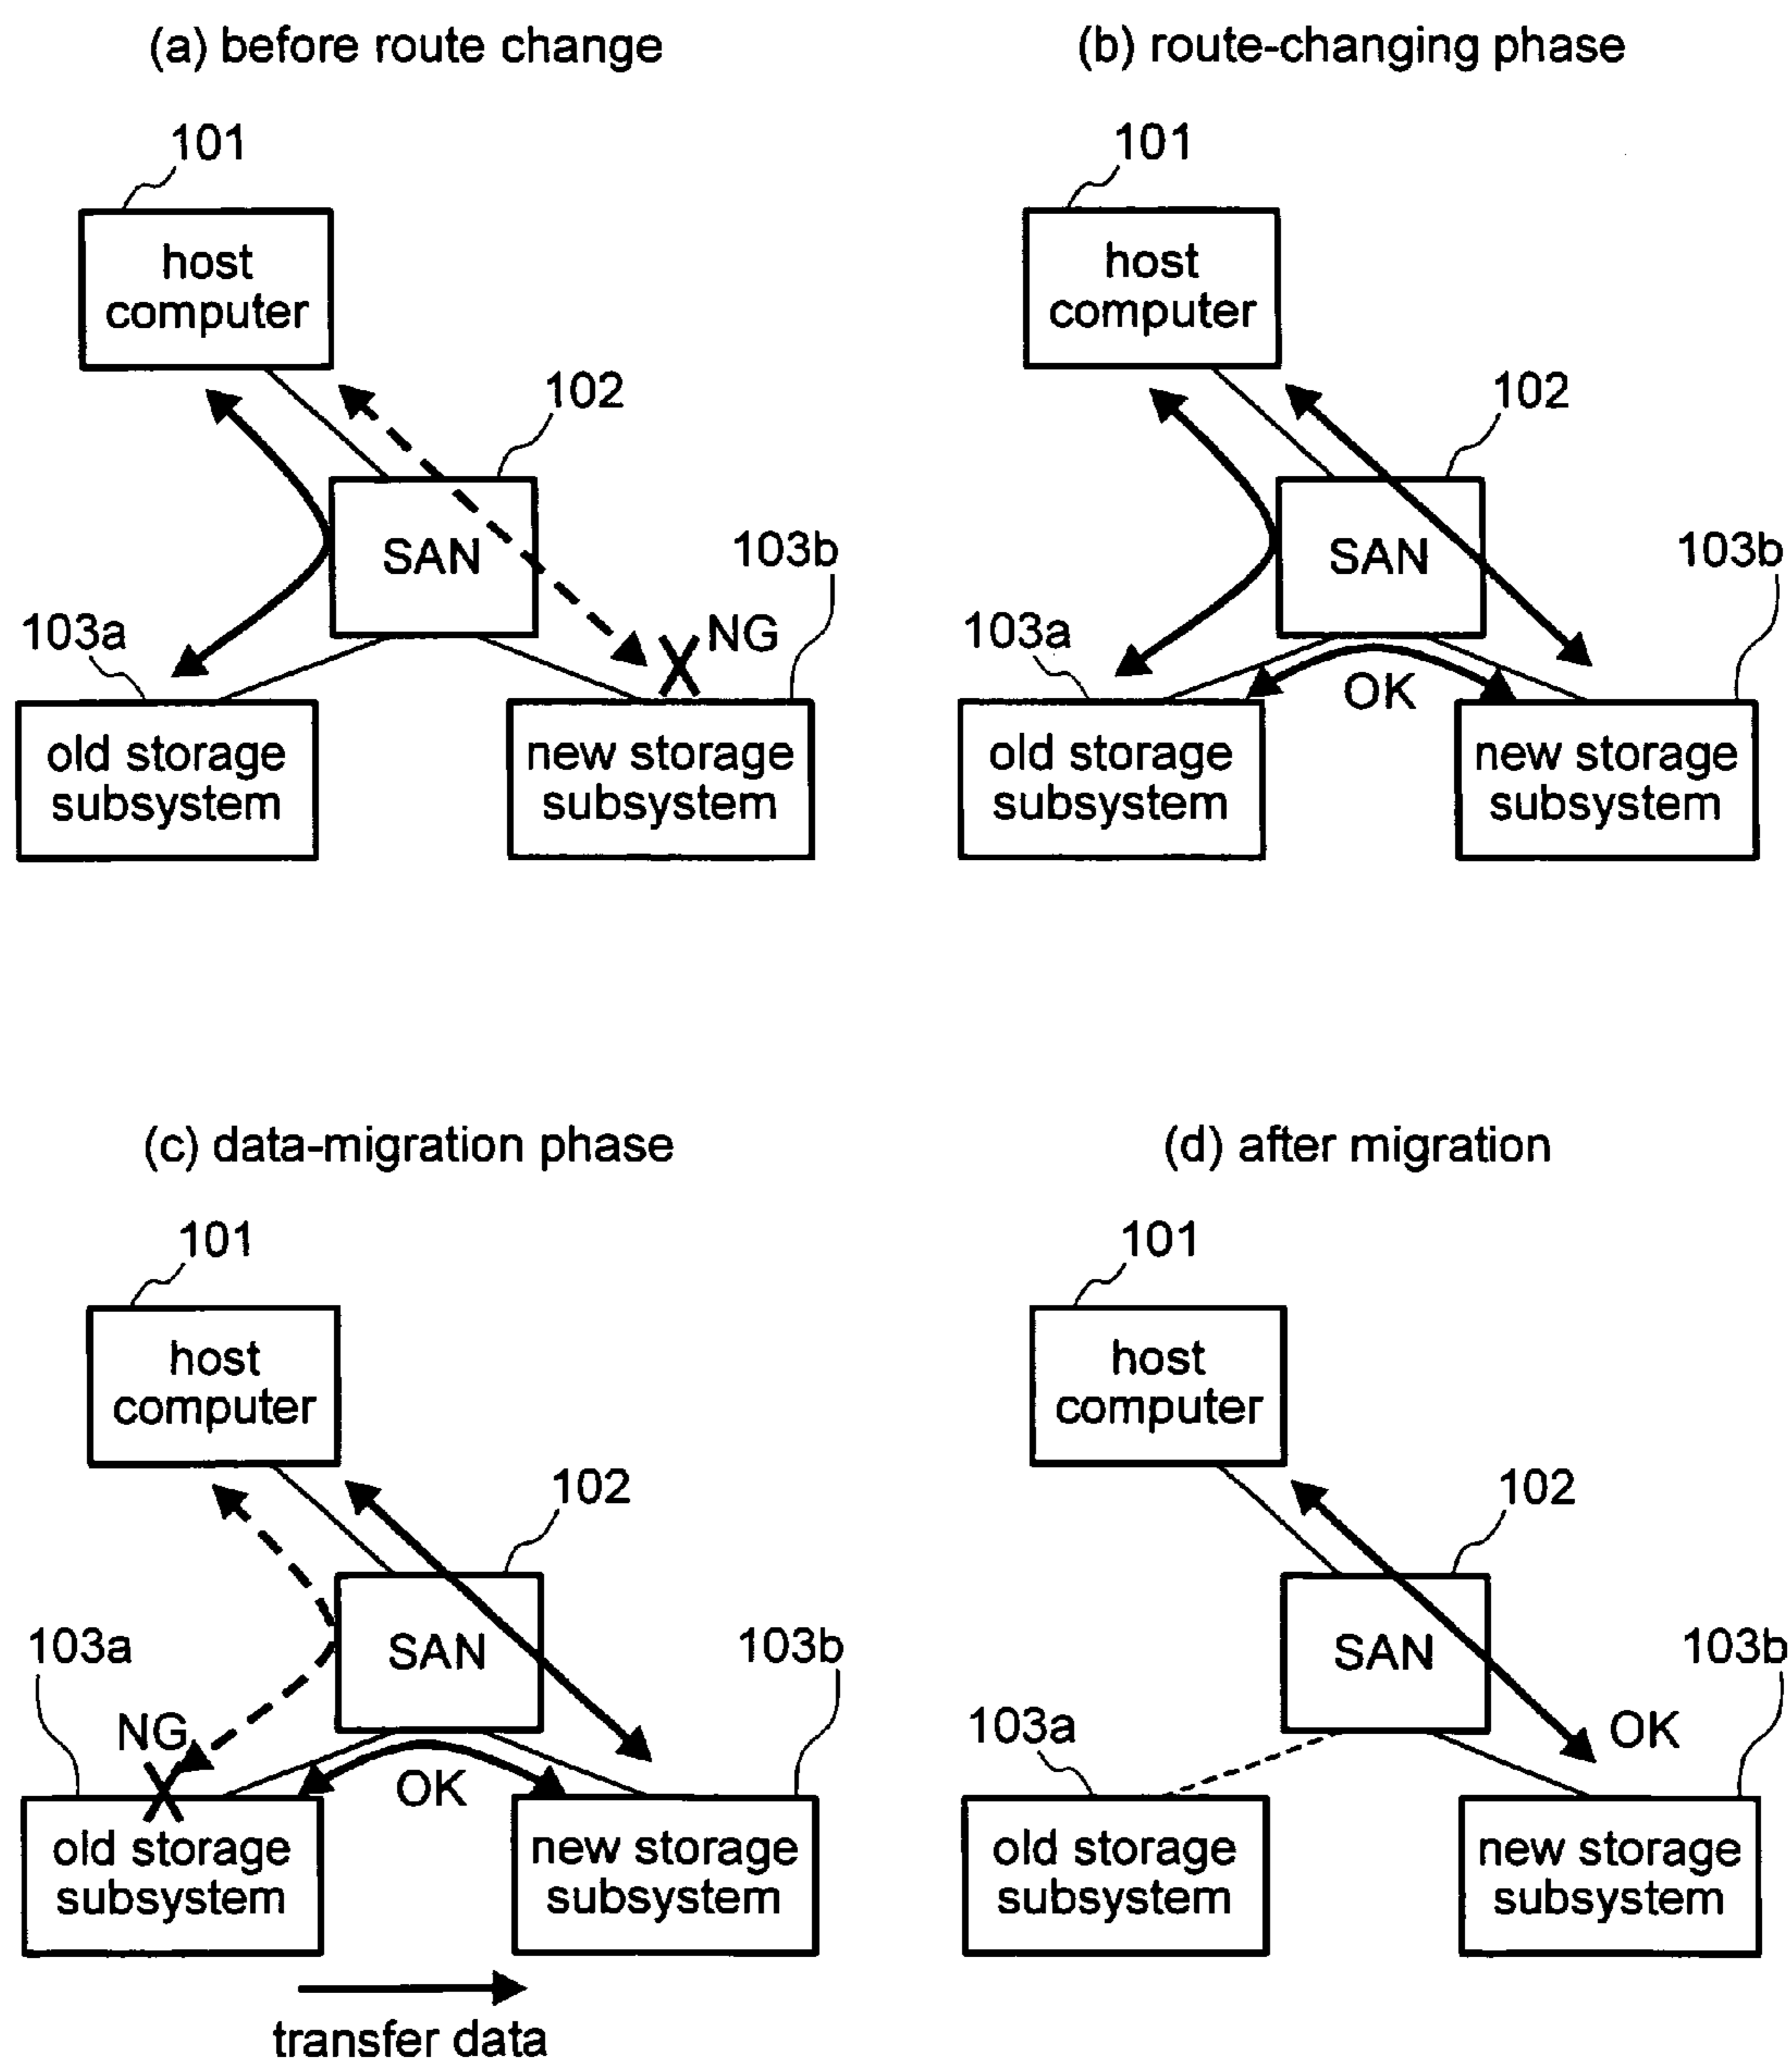 (a) before route change
101
host
computer
102
SAN
103b
NG
103a
old storage
subsystem
new storage
subsystem
(b) route-changing phase
101
host
computer
102
SAN
103b
103a
OK
old storage
subsystem
new storage
subsystem
(c) data-migration phase
101
host
computer
102
SAN
103a
103b
NG
OK
old storage
subsystem
new storage
subsystem
transfer data
(d) after migration
101
host
computer
102
SAN
103b
103a
OK
old storage
subsystem
new storage
subsystem